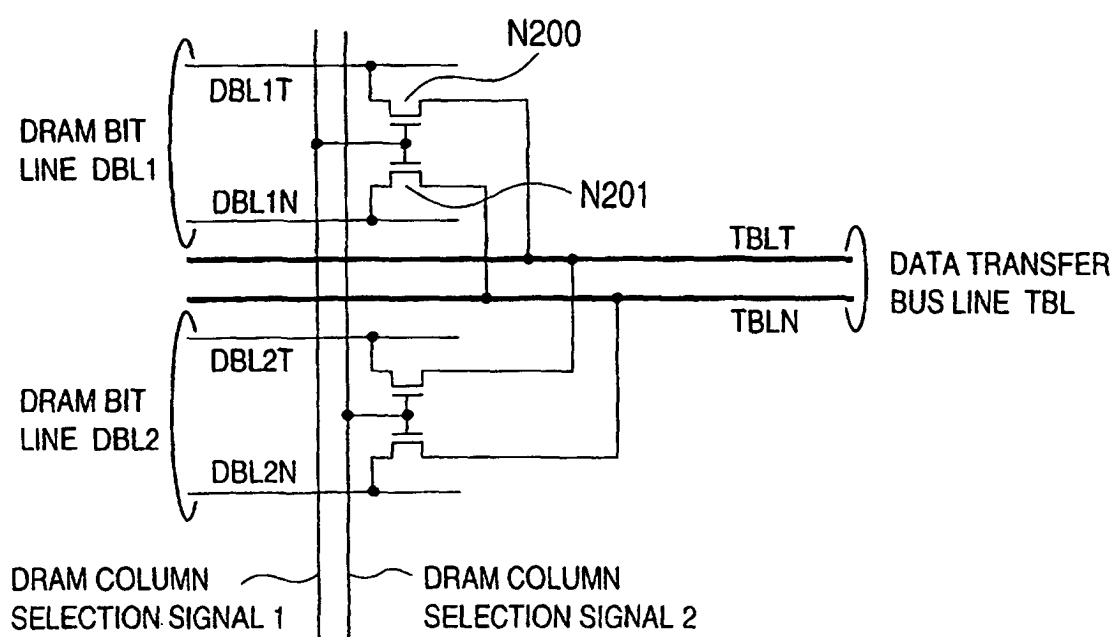 N200
DBL1T
DRAM BIT
LINE DBL1
DBL1N
N201
TBLT
DATA TRANSFER
BUS LINE TBL
TBLN
DBL2T
DRAM BIT
LINE DBL2
DBL2N
DRAM COLUMN
SELECTION SIGNAL 1
DRAM COLUMN
SELECTION SIGNAL 2